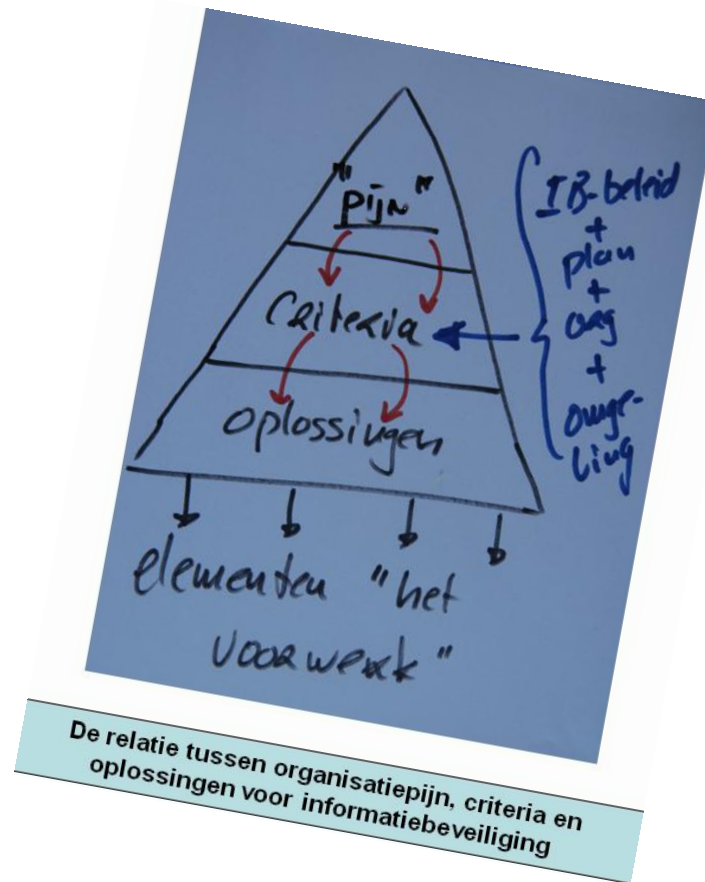 "Pijn"
Criteria
Oplossingen
elementen "het
voorwerk"
IB-beleid
+
plan
+
org
+
omge-
ving
De relatie tussen organisatiepijn, criteria en
oplossingen voor informatiebeveiliging